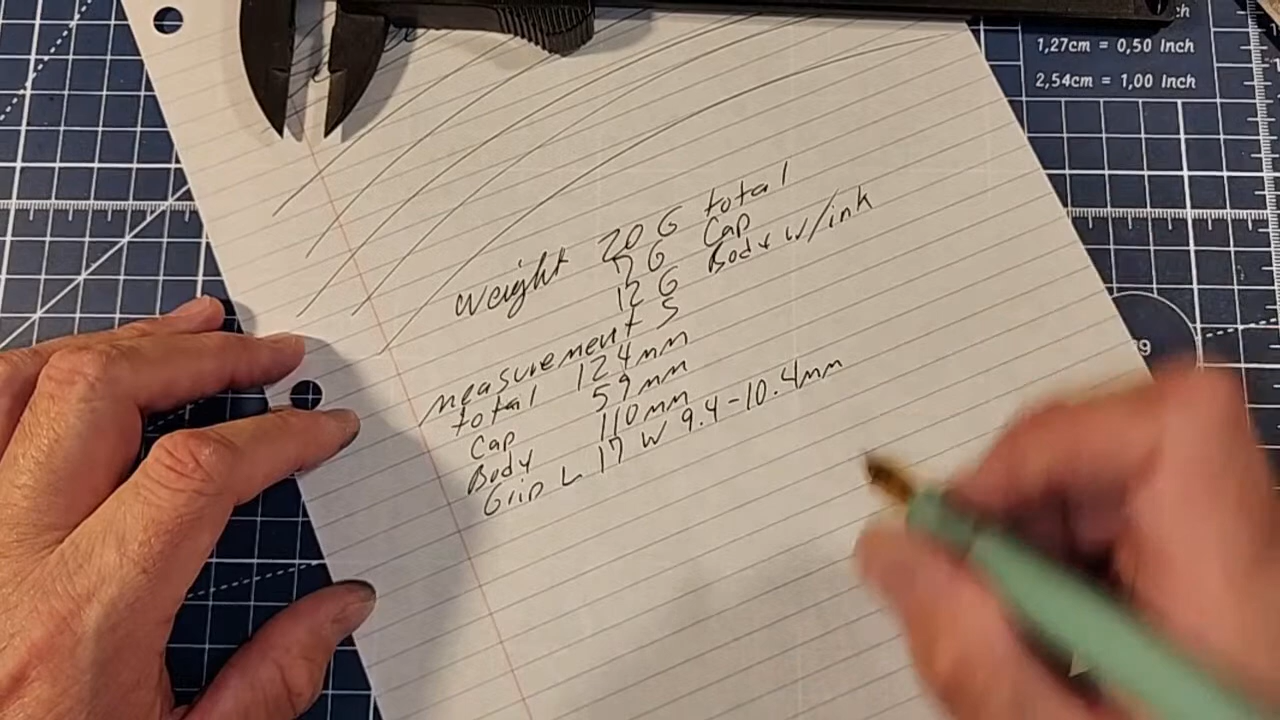 ch
1,27cm = 0,50 Inch
2,54cm = 1,00 Inch
weight 20 G total
7 G Cap
12 G Body w/ink
measurements
total 124mm
Cap 59mm
Body 110mm
Grip L 17 W 9.4-10.4mm